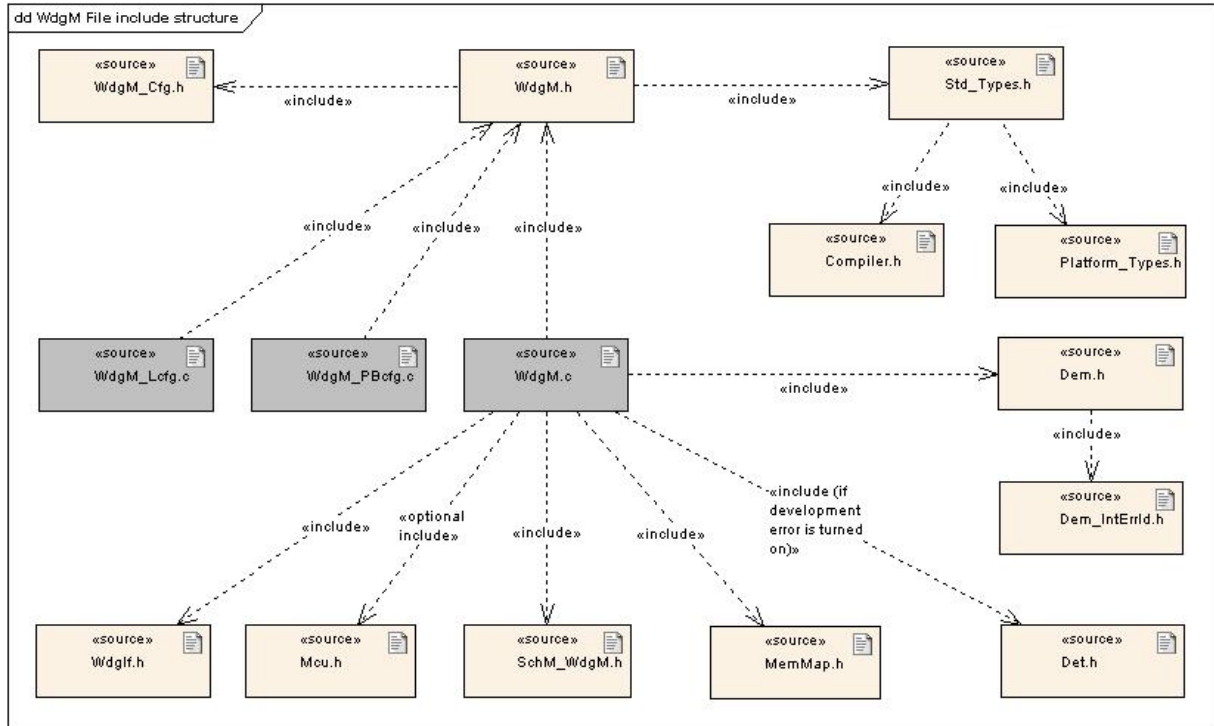 dd WdgM File include structure
«source»
WdgM_Cfg.h
«source»
WdgM.h
«source»
Std_Types.h
«include»
«include»
«include»
«include»
«include»
«include»
«include»
«source»
Compiler.h
«source»
Platform_Types.h
«source»
WdgM_Lcfg.c
«source»
WdgM_PBcfg.c
«source»
WdgM.c
«source»
Dem.h
«include»
«include»
«include»
«optional
include»
«include»
«include»
«include (if
development
error is turned
on)»
«source»
Dem_IntErrId.h
«source»
WdgIf.h
«source»
Mcu.h
«source»
SchM_WdgM.h
«source»
MemMap.h
«source»
Det.h